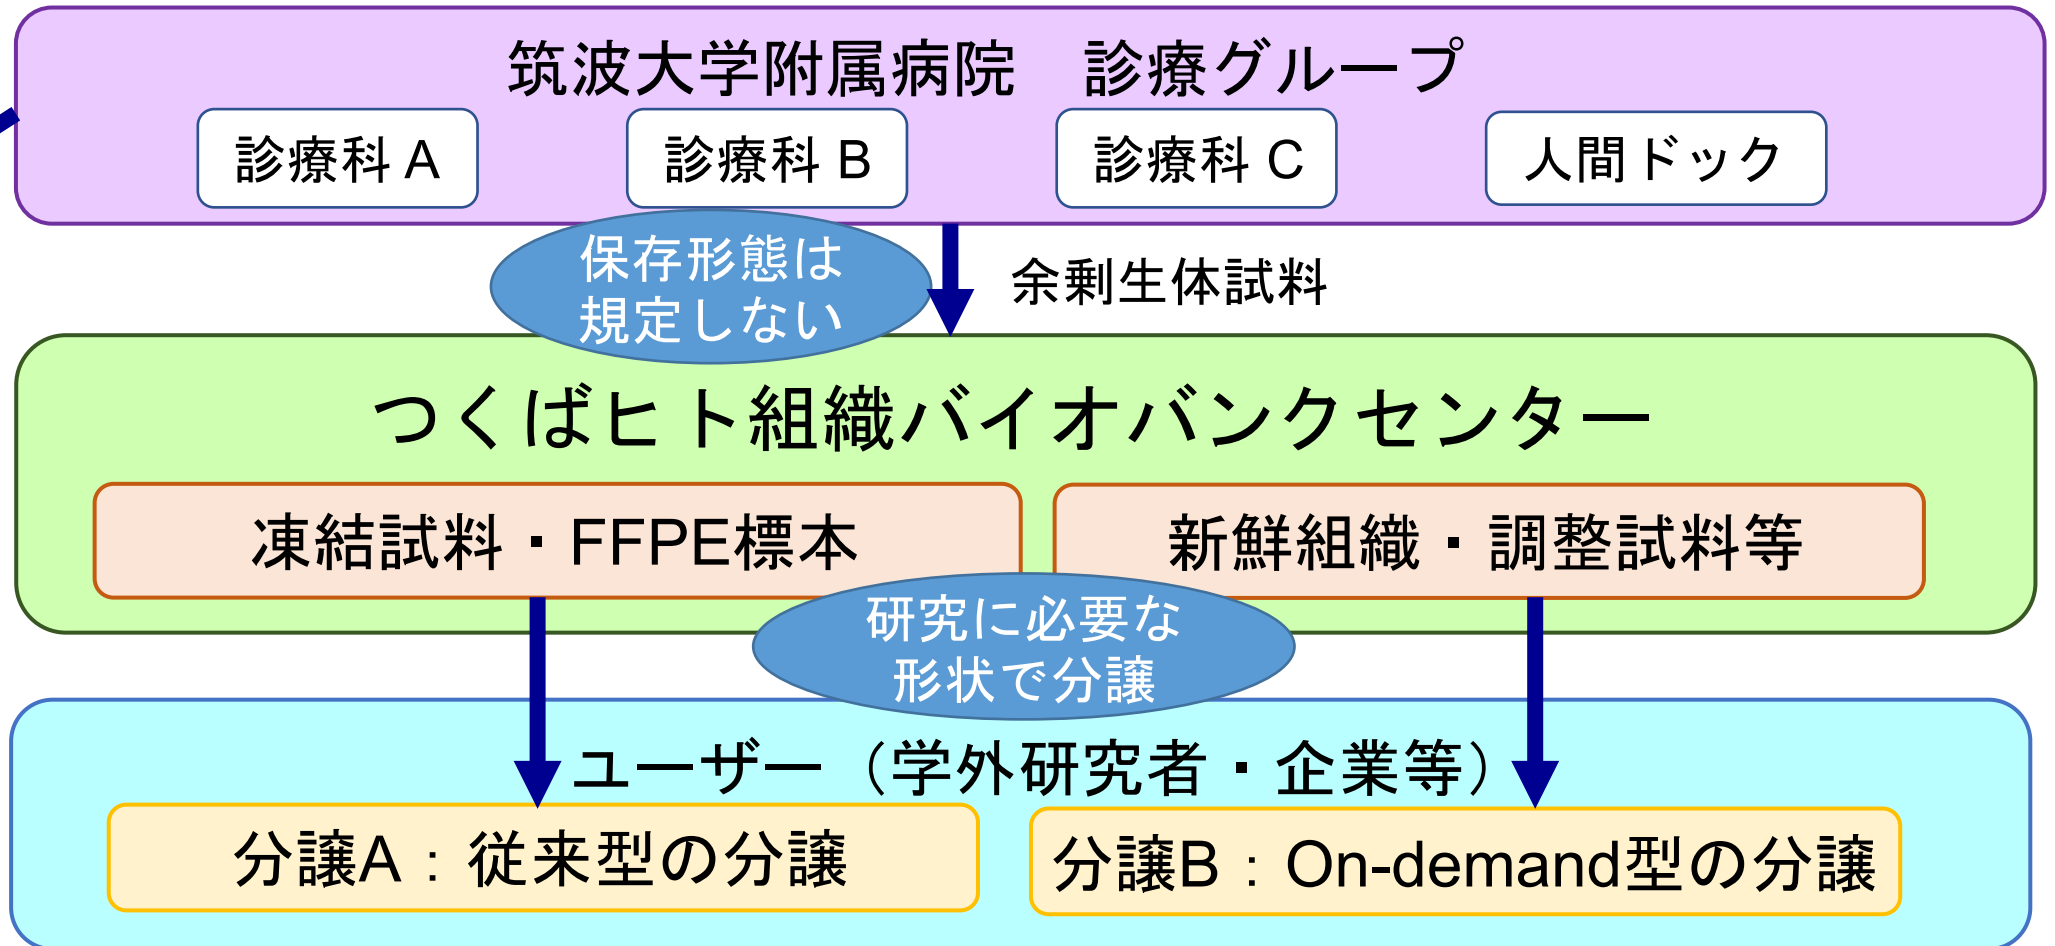 筑波大学附属病院　診療グループ
診療科 A
診療科 B
診療科 C
人間ドック
保存形態は
規定しない
余剰生体試料
つくばヒト組織バイオバンクセンター
凍結試料・FFPE標本
新鮮組織・調整試料等
研究に必要な
形状で分譲
ユーザー（学外研究者・企業等）
分譲A：従来型の分譲
分譲B：On-demand型の分譲